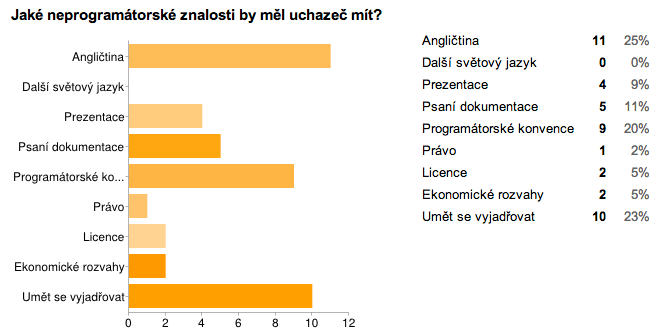 Jaké neprogramátorské znalosti by měl uchazeč mít?
Angličtina
Další světový jazyk
Prezentace
Psaní dokumentace
Programátorské ko...
Právo
Licence
Ekonomické rozvahy
Umět se vyjadřovat
0 2 4 6 8 10 12
Angličtina 11 25%
Další světový jazyk 0 0%
Prezentace 4 9%
Psaní dokumentace 5 11%
Programátorské konvence 9 20%
Právo 1 2%
Licence 2 5%
Ekonomické rozvahy 2 5%
Umět se vyjadřovat 10 23%